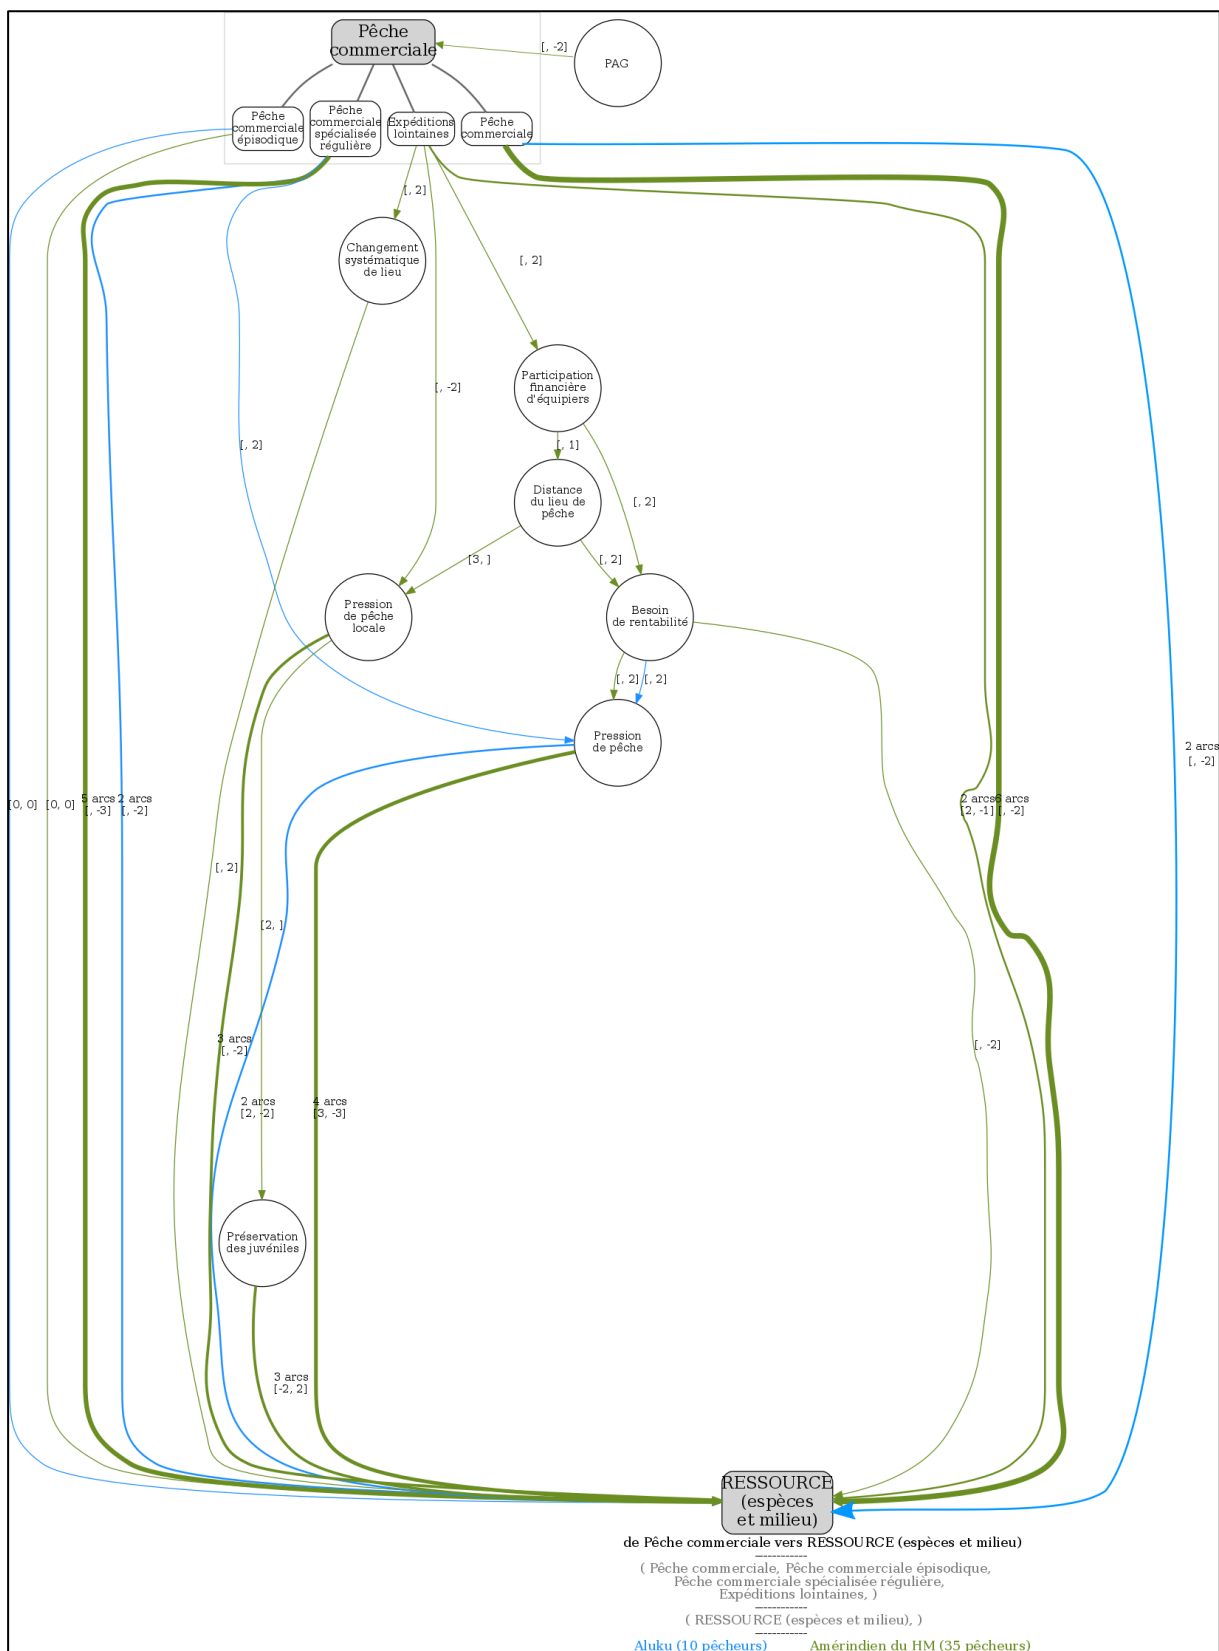 Pêche
commerciale
[, -2]
PAG
Pêche
commerciale
épisodique
Pêche
commerciale
spécialisée
régulière
Expéditions
lointaines
Pêche
commerciale
[, 2]
Changement
systématique
de lieu
[, 2]
Participation
financière
d'équipiers
[, -2]
[, 2]
[, 1]
Distance
du lieu de
pêche
[, 2]
[3, ]
[, 2]
Pression
de pêche
locale
Besoin
de rentabilité
[, 2]
[, 2]
Pression
de pêche
2 arcs
[, -2]
[0, 0]
[0, 0]
5 arcs
[, -3]
2 arcs
[, -2]
2 arcs
[2, -1]
6 arcs
[, -2]
[, 2]
[2, ]
3 arcs
[, -2]
[, -2]
2 arcs
[2, -2]
4 arcs
[3, -3]
Préservation
des juvéniles
3 arcs
[-2, 2]
RESSOURCE
(espèces
et milieu)
de Pêche commerciale vers RESSOURCE (espèces et milieu)
------------
( Pêche commerciale, Pêche commerciale épisodique,
Pêche commerciale spécialisée régulière,
Expéditions lointaines, )
------------
( RESSOURCE (espèces et milieu), )
------------
Aluku (10 pêcheurs) Amérindien du HM (35 pêcheurs)